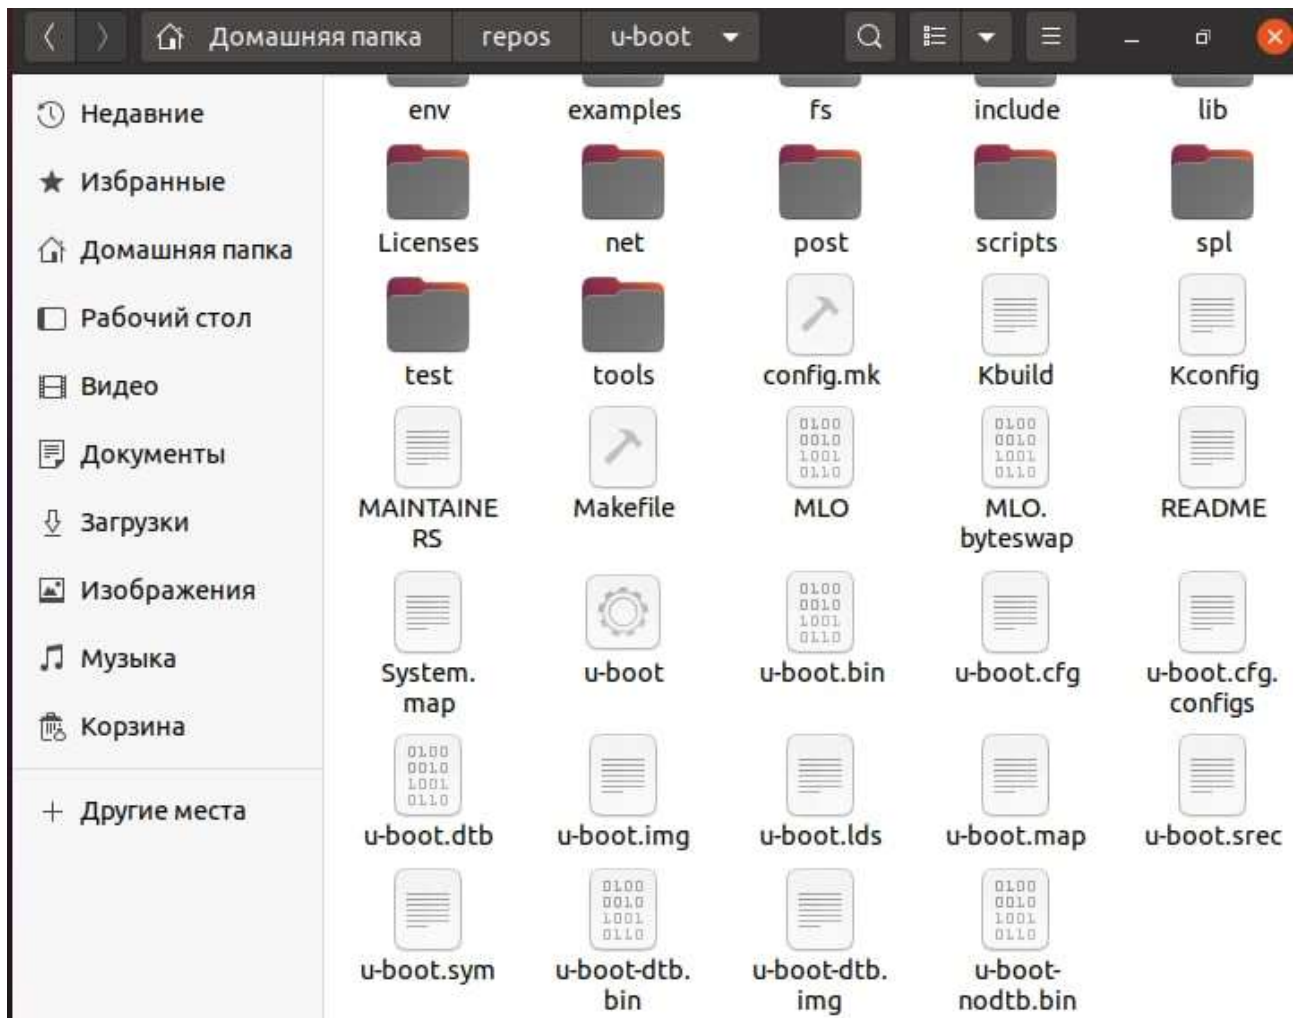 Домашняя папка repos u-boot
Недавние
Избранные
Домашняя папка
Рабочий стол
Видео
Документы
Загрузки
Изображения
Музыка
Корзина
Другие места
env examples fs include lib
Licenses net post scripts spl
test tools config.mk Kbuild Kconfig
MAINTAINE Makefile MLO MLO. README
RS byteswap
System. u-boot u-boot.bin u-boot.cfg u-boot.cfg.
map configs
u-boot.dtb u-boot.img u-boot.lds u-boot.map u-boot.srec
u-boot.sym u-boot-dtb. u-boot-dtb. u-boot-
bin img nodtb.bin